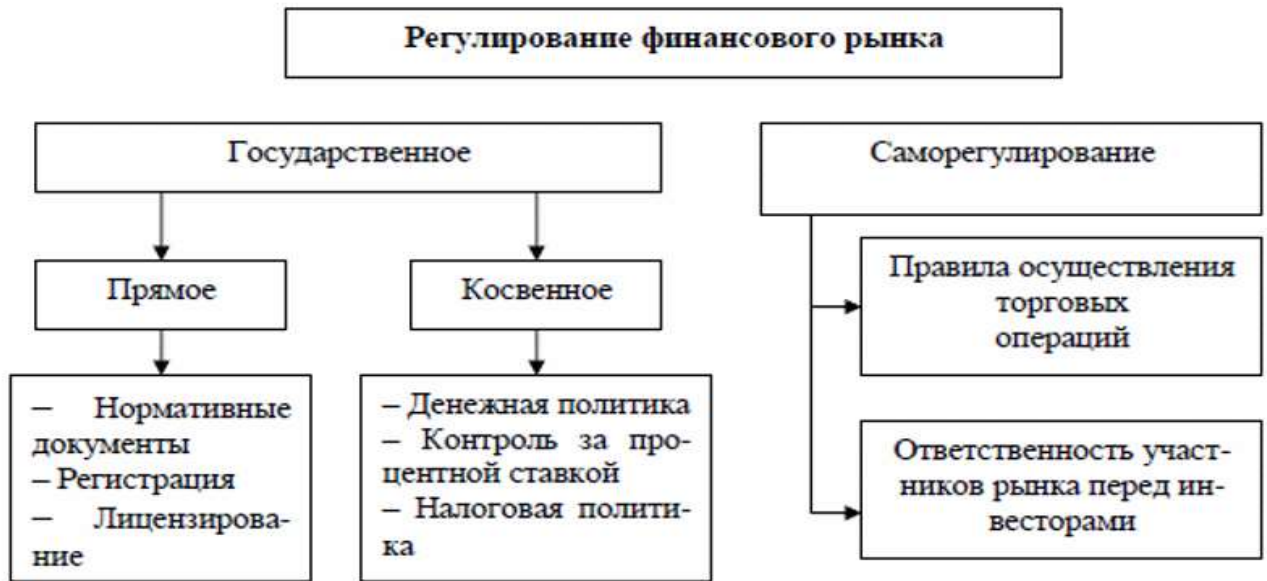 Регулирование финансового рынка
Государственное
Саморегулирование
Прямое
Косвенное
Правила осуществления
торговых
операций
– Нормативные
документы
– Регистрация
– Лицензирова-
ние
– Денежная политика
– Контроль за про-
центной ставкой
– Налоговая полити-
ка
Ответственность участ-
ников рынка перед ин-
весторами